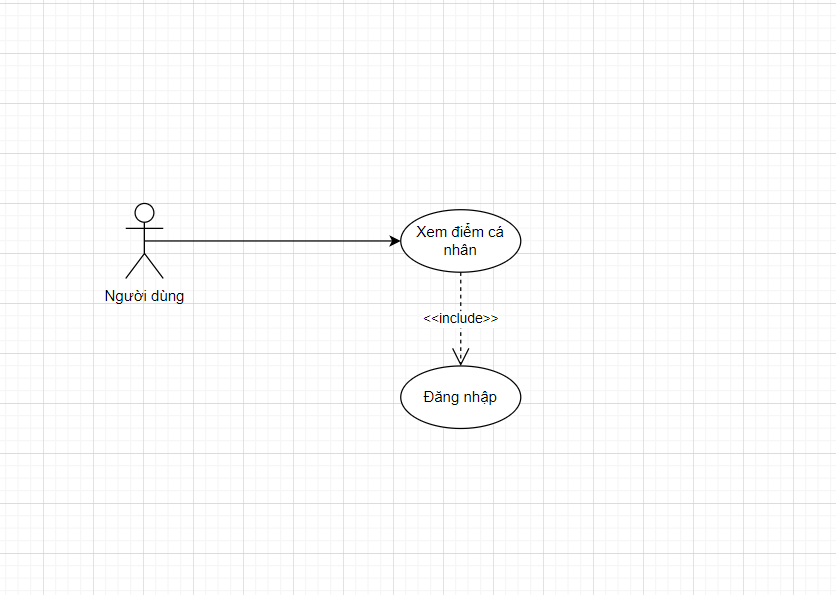 Xem điểm cá
nhân
Người dùng
<<include>>
Đăng nhập